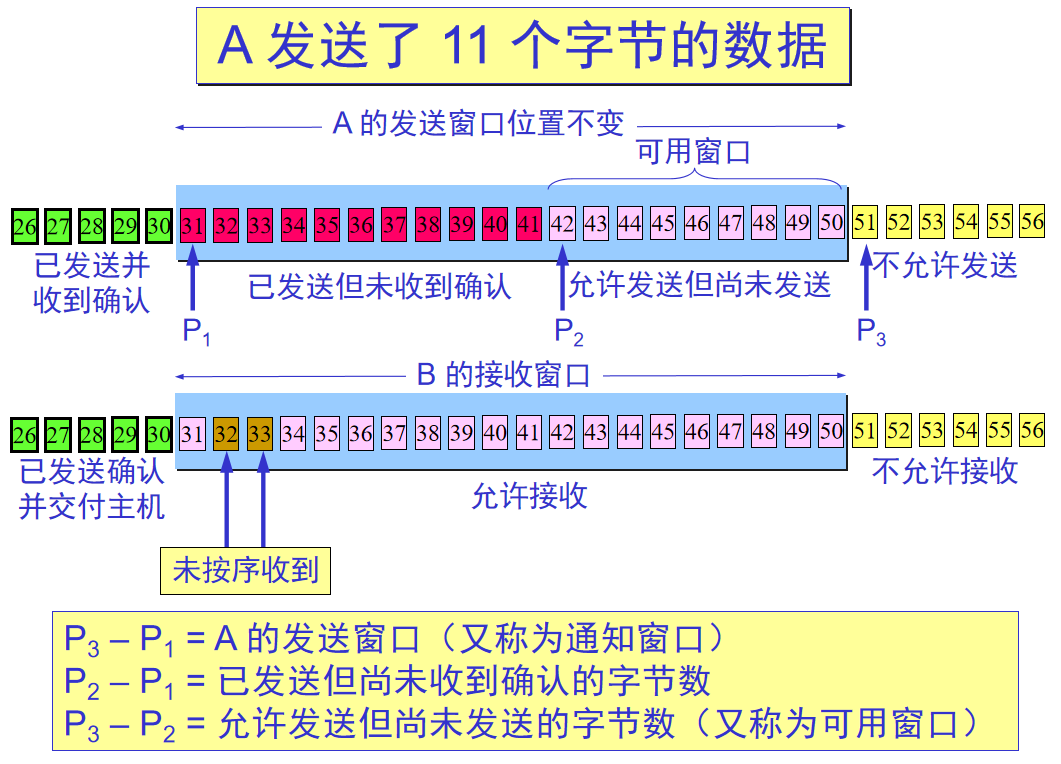 A 发送了 11 个字节的数据
A 的发送窗口位置不变
可用窗口
26 27 28 29 30 31 32 33 34 35 36 37 38 39 40 41 42 43 44 45 46 47 48 49 50 51 52 53 54 55 56
已发送并
收到确认
已发送但未收到确认
允许发送但尚未发送
不允许发送
P1
P2
P3
B 的接收窗口
26 27 28 29 30 31 32 33 34 35 36 37 38 39 40 41 42 43 44 45 46 47 48 49 50 51 52 53 54 55 56
已发送确认
并交付主机
允许接收
不允许接收
未按序收到
P3 – P1 = A 的发送窗口（又称为通知窗口）
P2 – P1 = 已发送但尚未收到确认的字节数
P3 – P2 = 允许发送但尚未发送的字节数（又称为可用窗口）